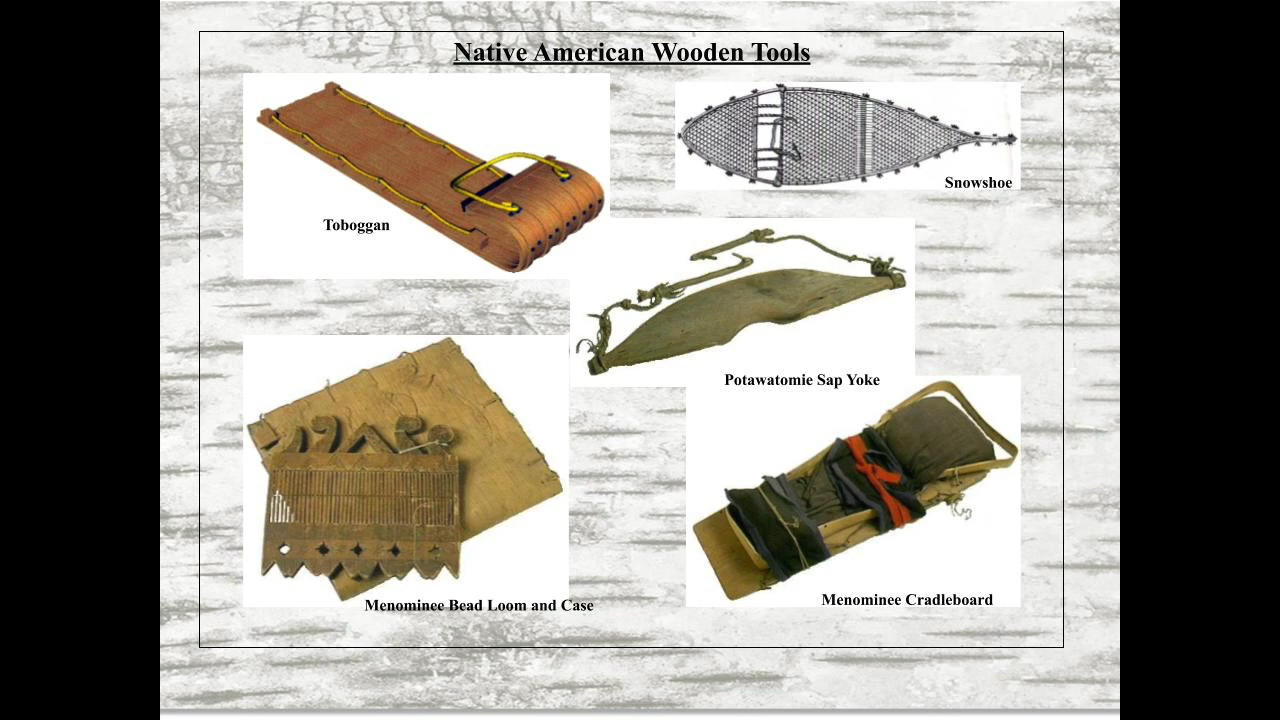 Native American Wooden Tools
Snowshoe
Toboggan
Potawatomie Sap Yoke
Menominee Cradleboard
Menominee Bead Loom and Case